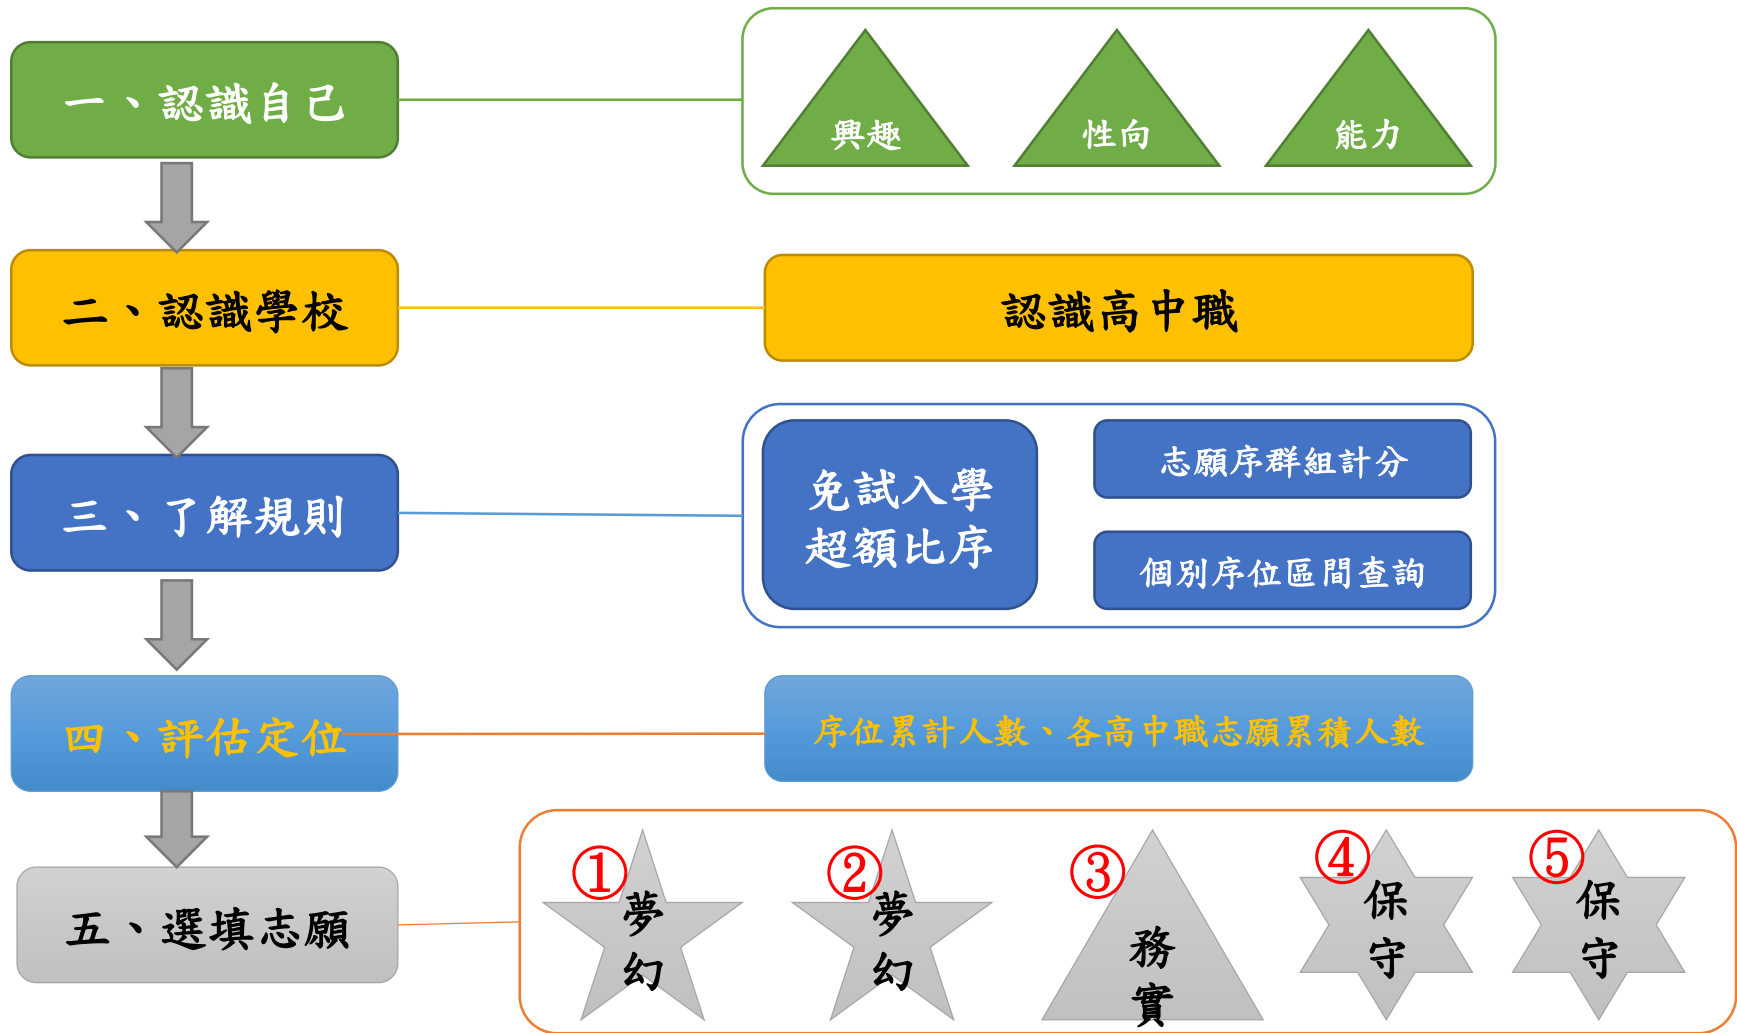 一、認識自己
興趣
性向
能力
二、認識學校
認識高中職
三、了解規則
免試入學
超額比序
志願序群組計分
個別序位區間查詢
四、評估定位
序位累計人數、各高中職志願累積人數
五、選填志願
①
夢
幻
②
夢
幻
③
務
實
④
保
守
⑤
保
守